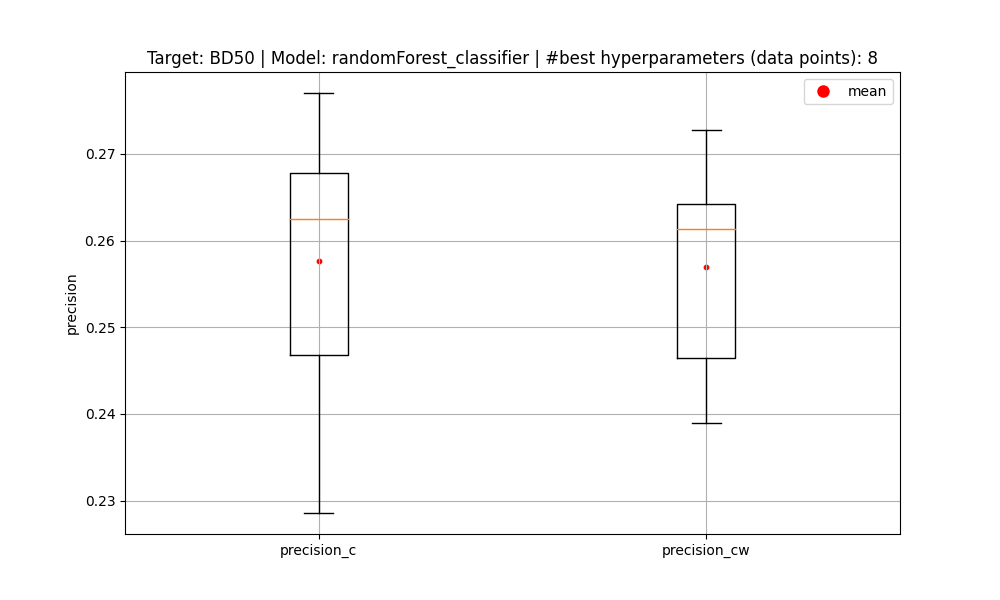 Target: BD50 | Model: randomForest_classifier | #best hyperparameters (data points): 8
mean
0.27
0.26
0.25
0.24
0.23
precision
precision_c
precision_cw